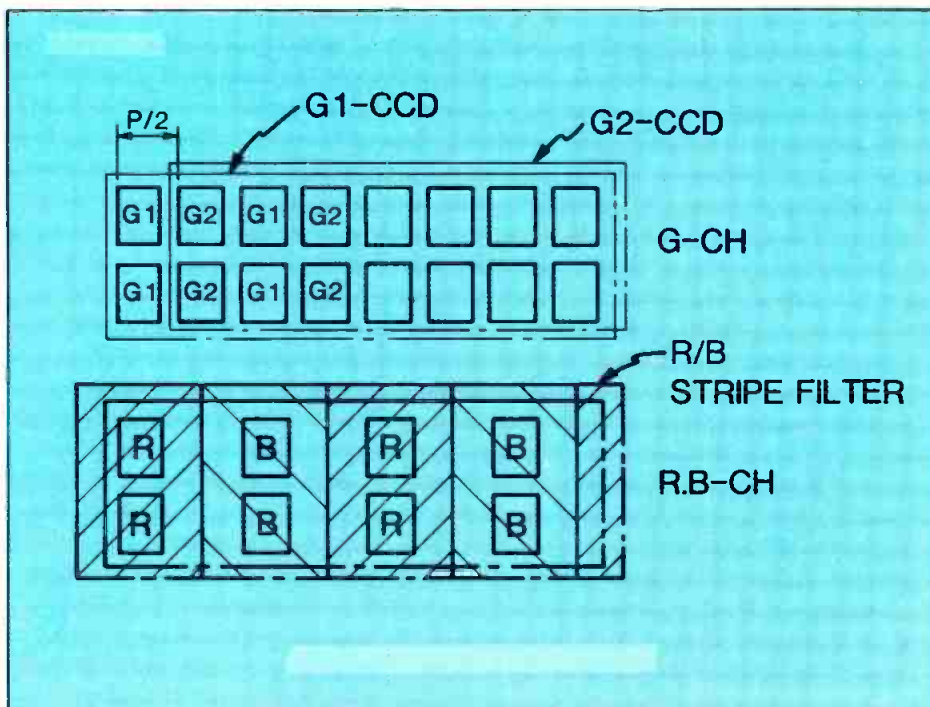 G1-CCD
P/2
G2-CCD
G1 G2 G1 G2
G-CH
G1 G2 G1 G2
R/B
STRIPE FILTER
R B R B
R.B-CH
R B R B